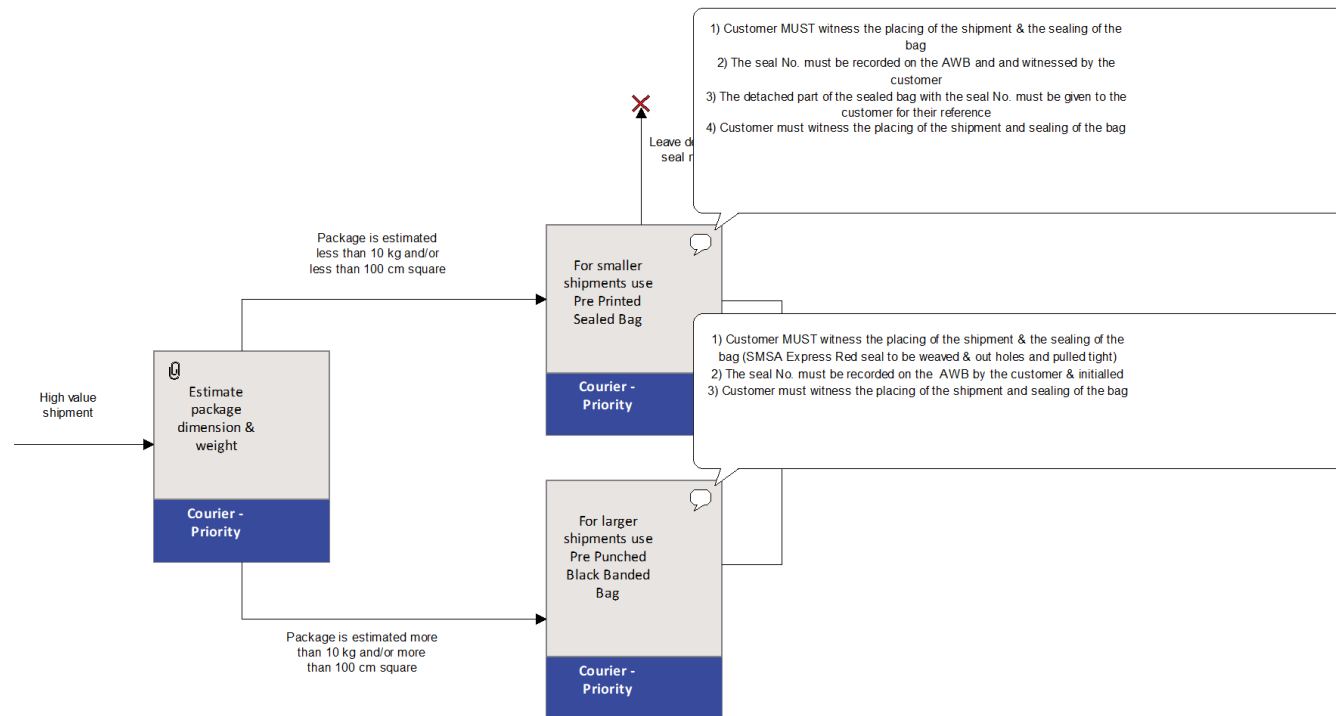 1) Customer MUST witness the placing of the shipment & the sealing of the
bag
2) The seal No. must be recorded on the AWB and and witnessed by the
customer
3) The detached part of the sealed bag with the seal No. must be given to the
customer for their reference
4) Customer must witness the placing of the shipment and sealing of the bag
Leave
seal
Package is estimated
less than 10 kg and/or
less than 100 cm square
For smaller
shipments use
Pre Printed
Sealed Bag
Courier -
Priority
1) Customer MUST witness the placing of the shipment & the sealing of the
bag (SMSA Express Red seal to be weaved & out holes and pulled tight)
2) The seal No. must be recorded on the AWB by the customer & initialled
3) Customer must witness the placing of the shipment and sealing of the bag
High value
shipment
Estimate
package
dimension &
weight
Courier -
Priority
For larger
shipments use
Pre Punched
Black Banded
Bag
Courier -
Priority
Package is estimated more
than 10 kg and/or more
than 100 cm square